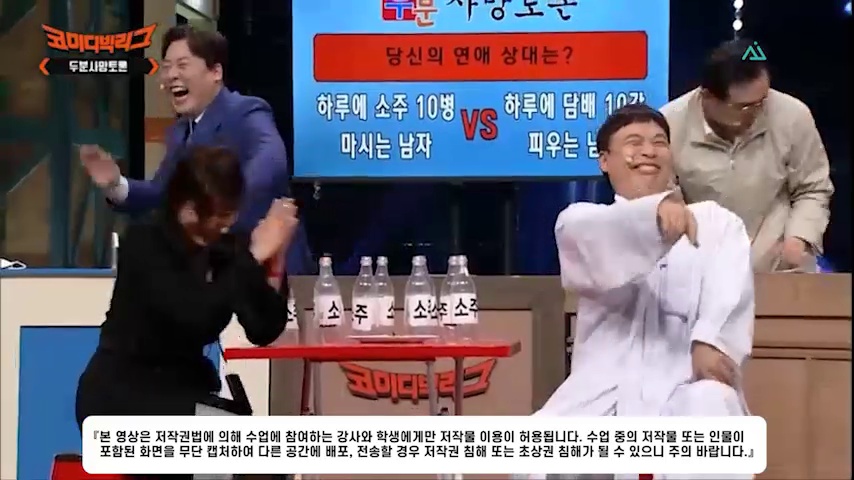 코미디빅리그
두분사망토론
두분 사망토론
당신의 연애 상대는?
하루에 소주 10병
마시는 남자
VS
하루에 담배 10갑
피우는
소주
소주
소주
코미디빅리그
『본 영상은 저작권법에 의해 수업에 참여하는 강사와 학생에게만 저작물 이용이 허용됩니다. 수업 중의 저작물 또는 인물이
포함된 화면을 무단 캡처하여 다른 공간에 배포, 전송할 경우 저작권 침해 또는 초상권 침해가 될 수 있으니 주의 바랍니다.』